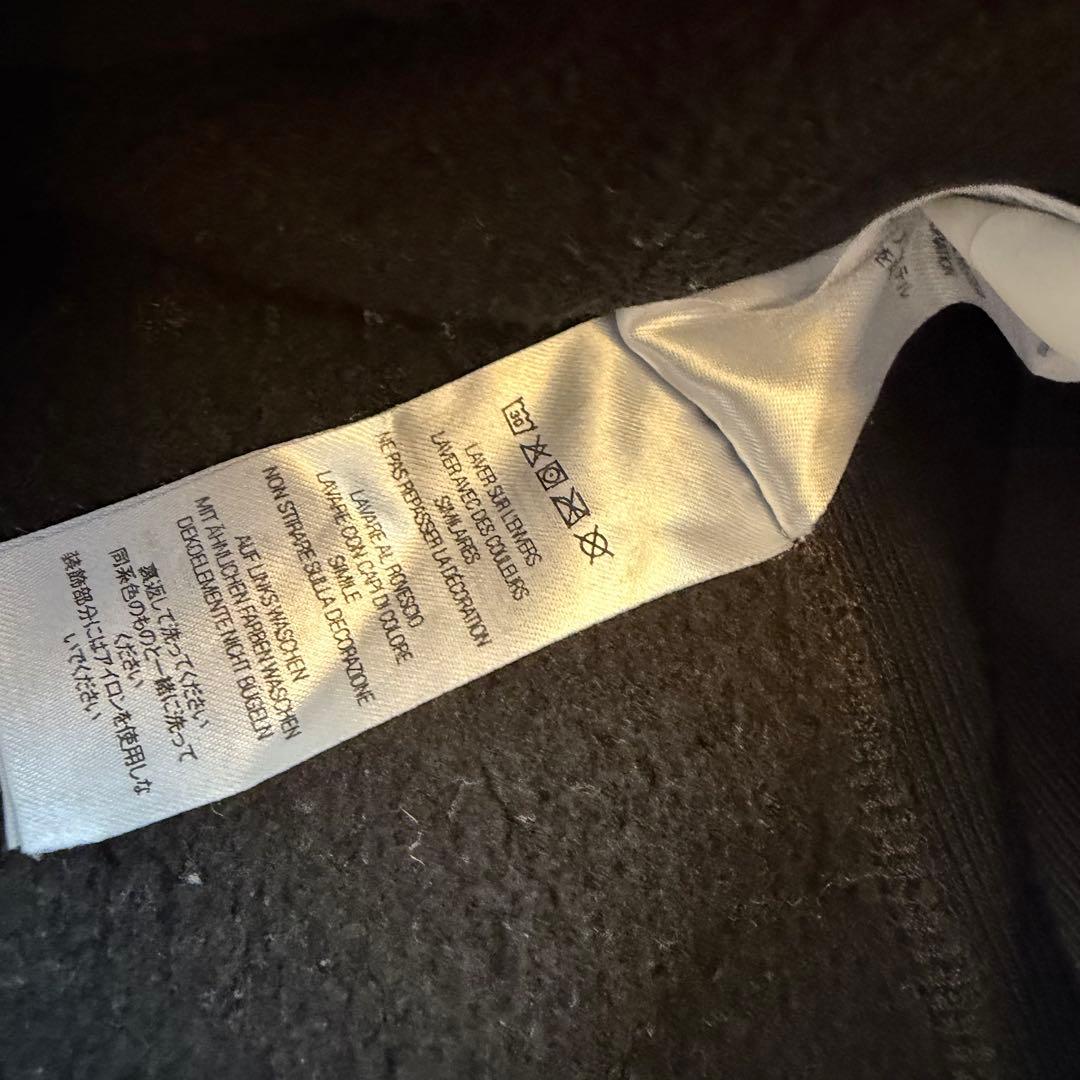 30
LAVER SUR L'ENVERS
LAVER AVEC DES COULEURS
SIMILAIRES
NE PAS REPASSER LA DÉCORATION
LAVARE AL ROVESCIO
LAVARE CON CAPI DI COLORE
SIMILE
NON STIRARE SULLA DECORAZIONE
AUF LINKS WASCHEN
MIT ÄHNLICHEN FARBEN WASCHEN
DEKOELEMENTE NICHT BÜGELN
裏返して洗ってください
同系色のものと一緒に洗って
ください
装飾部分にはアイロンを使用しな
いでください